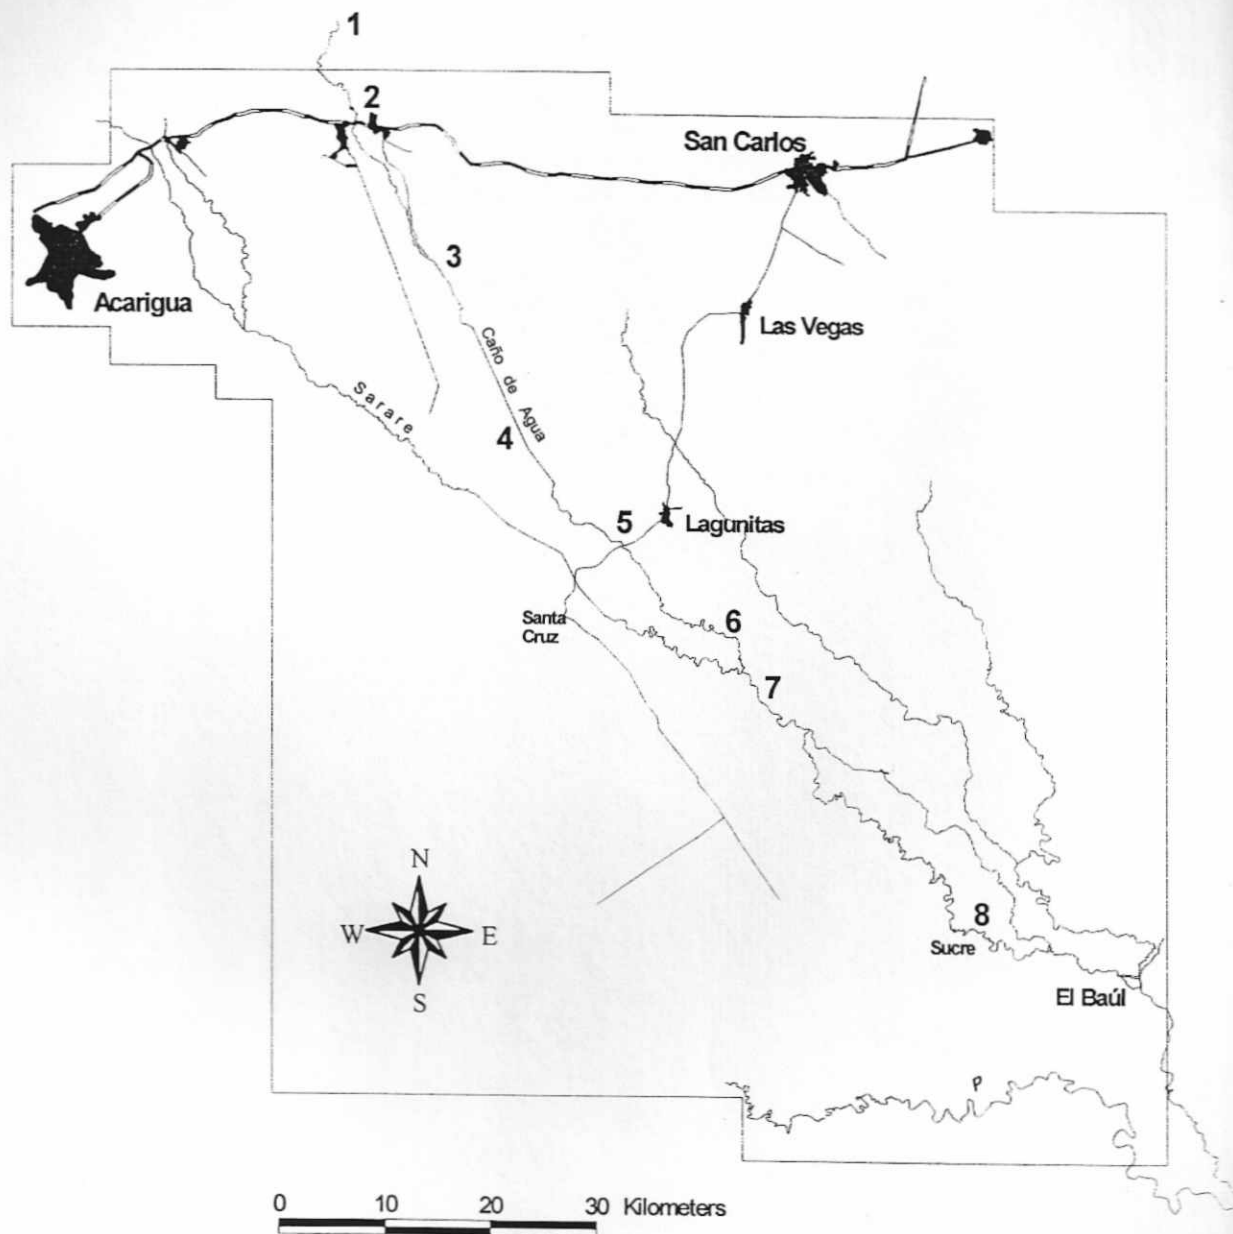 1
2
San Carlos
3
Acarigua
Las Vegas
Caño de Agua
Sarare
4
5
Lagunitas
Santa
Cruz
6
7
N
W
E
S
8
Sucre
El Baúl
P
0 10 20 30 Kilometers